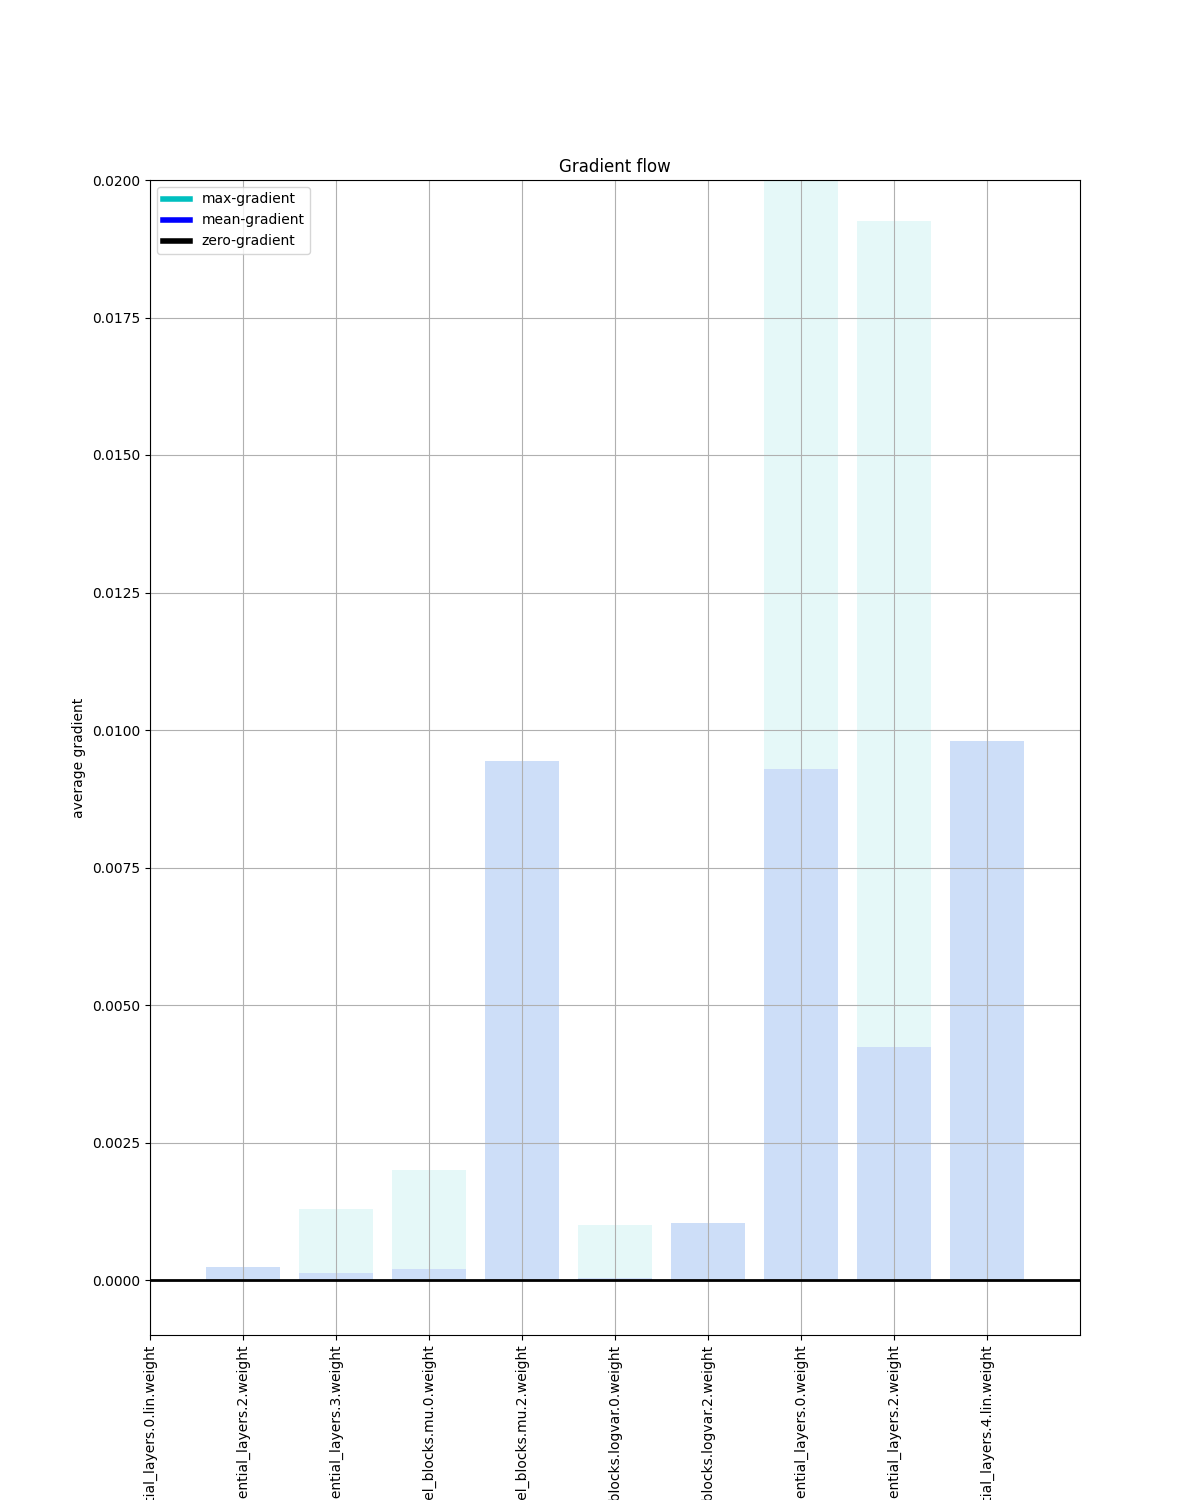 Gradient flow
max-gradient
mean-gradient
zero-gradient
0.0200
0.0175
0.0150
0.0125
0.0100
0.0075
0.0050
0.0025
0.0000
average gradient
tial_layers.0.lin.weight
ential_layers.2.weight
ential_layers.3.weight
el_blocks.mu.0.weight
el_blocks.mu.2.weight
blocks.logvar.0.weight
blocks.logvar.2.weight
ential_layers.0.weight
ential_layers.2.weight
tial_layers.4.lin.weight